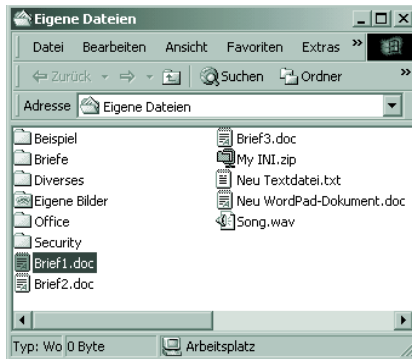 Eigene Dateien
Datei Bearbeiten Ansicht Favoriten Extras »
Zurück Suchen Ordner »
Adresse Eigene Dateien
Beispiel
Briefe
Diverses
Eigene Bilder
Office
Security
Brief1.doc
Brief2.doc
Brief3.doc
My INI.zip
Neu Textdatei.txt
Neu WordPad-Dokument.doc
Song.wav
Typ: Wo 0 Byte Arbeitsplatz